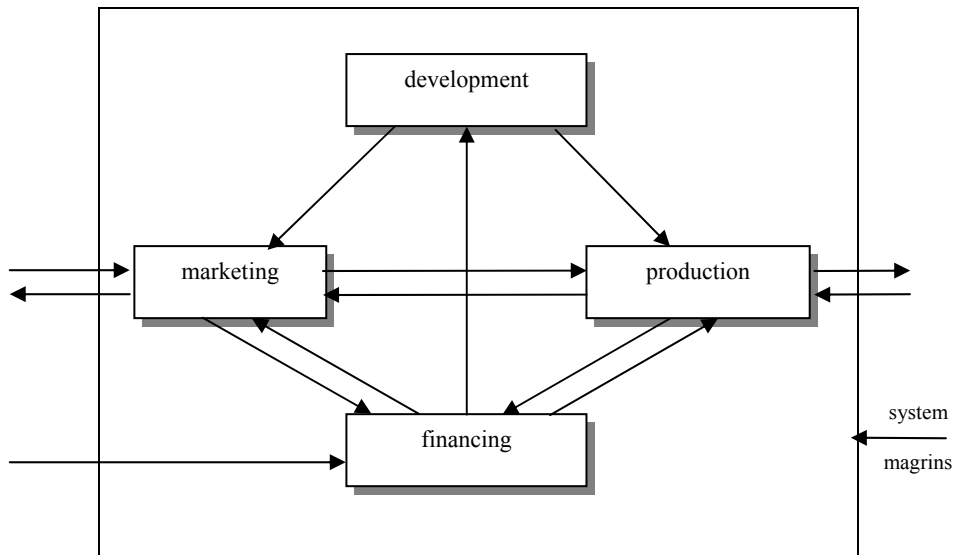 development
marketing
production
financing
system
magrins